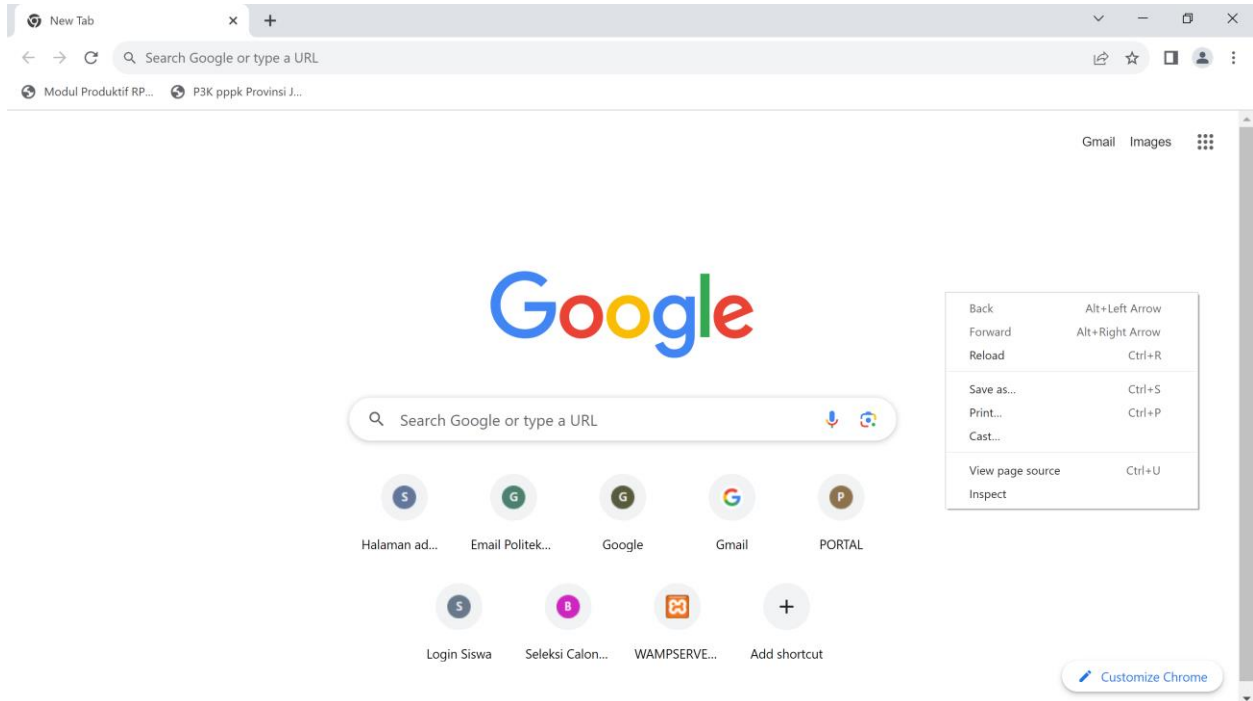 New Tab
Search Google or type a URL
Modul Produktif RP... P3K pppk Provinsi J...
Gmail Images
Google
Back Alt+Left Arrow
Forward Alt+Right Arrow
Reload Ctrl+R
Save as... Ctrl+S
Print... Ctrl+P
Cast...
View page source Ctrl+U
Inspect
Search Google or type a URL
S G G G P
Halaman ad... Email Politek... Google Gmail PORTAL
S B
Login Siswa Seleksi Calon... WAMPSERVE... Add shortcut
Customize Chrome